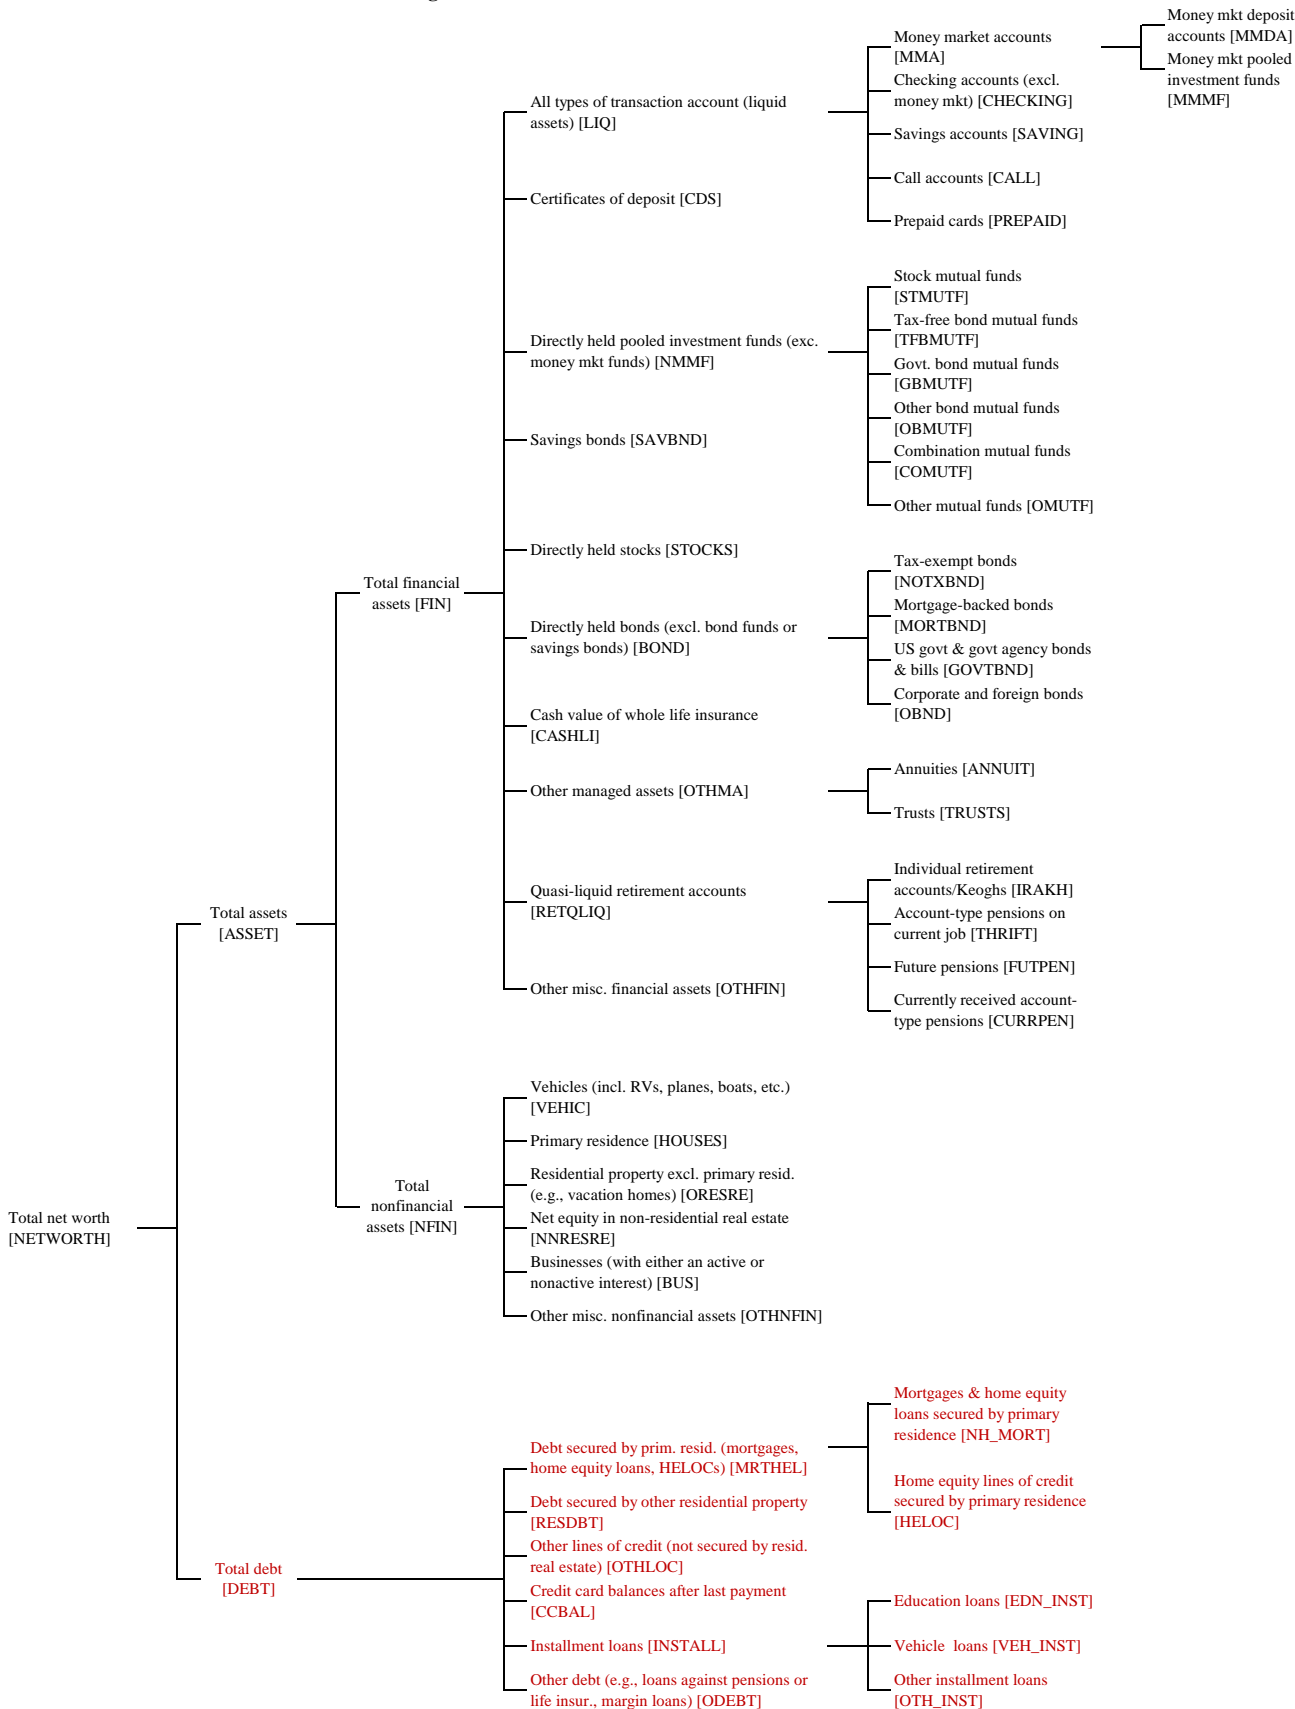 Money mkt deposit
accounts [MMDA]
Money market accounts
[MMA]
Money mkt pooled
investment funds
[MMMF]
Checking accounts (excl.
money mkt) [CHECKING]
All types of transaction account (liquid
assets) [LIQ]
Savings accounts [SAVING]
Call accounts [CALL]
Certificates of deposit [CDS]
Prepaid cards [PREPAID]
Stock mutual funds
[STMUTF]
Tax-free bond mutual funds
[TFBMUTF]
Directly held pooled investment funds (exc.
money mkt funds) [NMMF]
Govt. bond mutual funds
[GBMUTF]
Other bond mutual funds
[OBMUTF]
Savings bonds [SAVBND]
Combination mutual funds
[COMUTF]
Other mutual funds [OMUTF]
Directly held stocks [STOCKS]
Tax-exempt bonds
[NOTXBND]
Total financial
assets [FIN]
Mortgage-backed bonds
[MORTBND]
Directly held bonds (excl. bond funds or
savings bonds) [BOND]
US govt & govt agency bonds
& bills [GOVTBND]
Corporate and foreign bonds
[OBND]
Cash value of whole life insurance
[CASHLI]
Annuities [ANNUIT]
Other managed assets [OTHMA]
Trusts [TRUSTS]
Individual retirement
accounts/Keoghs [IRAKH]
Quasi-liquid retirement accounts
[RETQLIQ]
Total assets
[ASSET]
Account-type pensions on
current job [THRIFT]
Future pensions [FUTPEN]
Other misc. financial assets [OTHFIN]
Currently received account-
type pensions [CURRPEN]
Vehicles (incl. RVs, planes, boats, etc.)
[VEHIC]
Primary residence [HOUSES]
Residential property excl. primary resid.
(e.g., vacation homes) [ORESRE]
Total
nonfinancial
assets [NFIN]
Total net worth
[NETWORTH]
Net equity in non-residential real estate
[NNRESRE]
Businesses (with either an active or
nonactive interest) [BUS]
Other misc. nonfinancial assets [OTHNFIN]
Mortgages & home equity
loans secured by primary
residence [NH_MORT]
Debt secured by prim. resid. (mortgages,
home equity loans, HELOCs) [MRTHEL]
Home equity lines of credit
secured by primary residence
[HELOC]
Debt secured by other residential property
[RESDBT]
Other lines of credit (not secured by resid.
real estate) [OTHLOC]
Total debt
[DEBT]
Credit card balances after last payment
[CCBAL]
Education loans [EDN_INST]
Installment loans [INSTALL]
Vehicle  loans [VEH_INST]
Other debt (e.g., loans against pensions or
life insur., margin loans) [ODEBT]
Other installment loans
[OTH_INST]